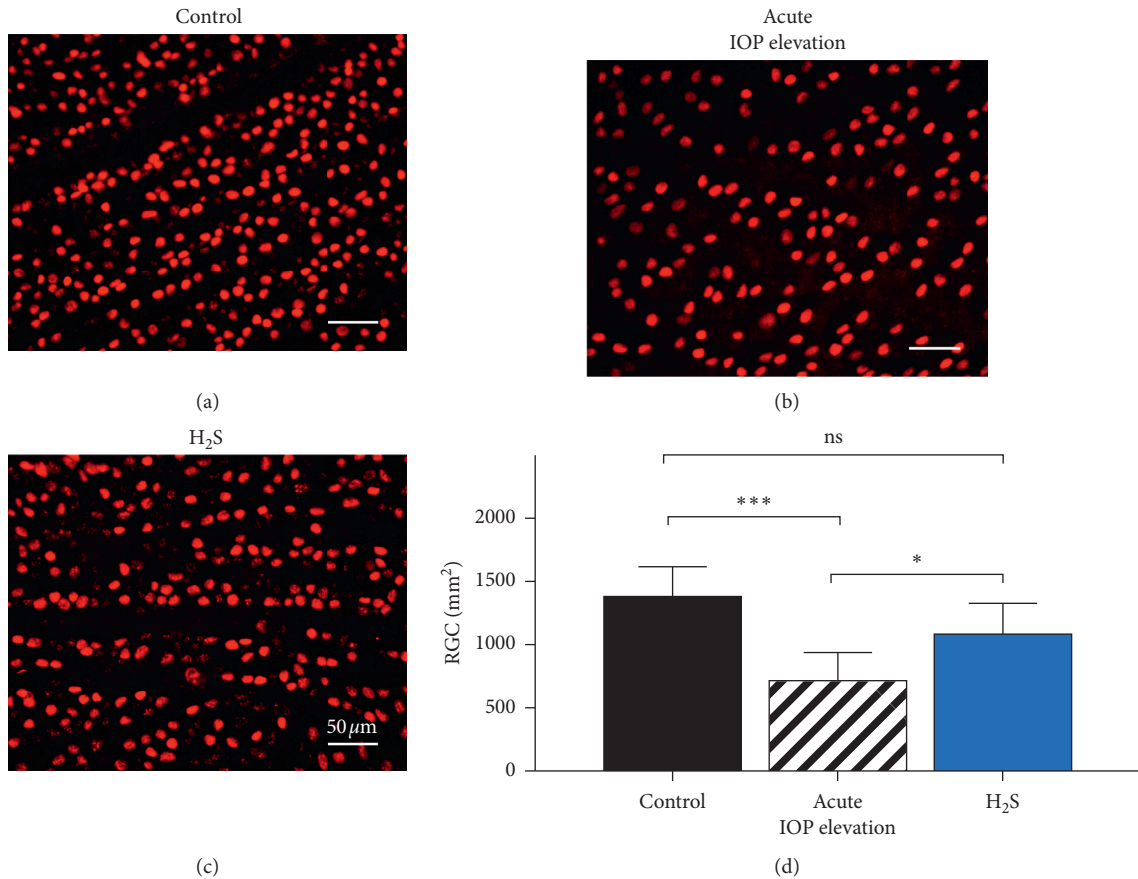 Control
Acute
IOP elevation
(a)
(b)
H₂S
50 μm
(c)
ns
***
*
RGC (mm²)
2000
1500
1000
500
0
Control
Acute
IOP elevation
H₂S
(d)